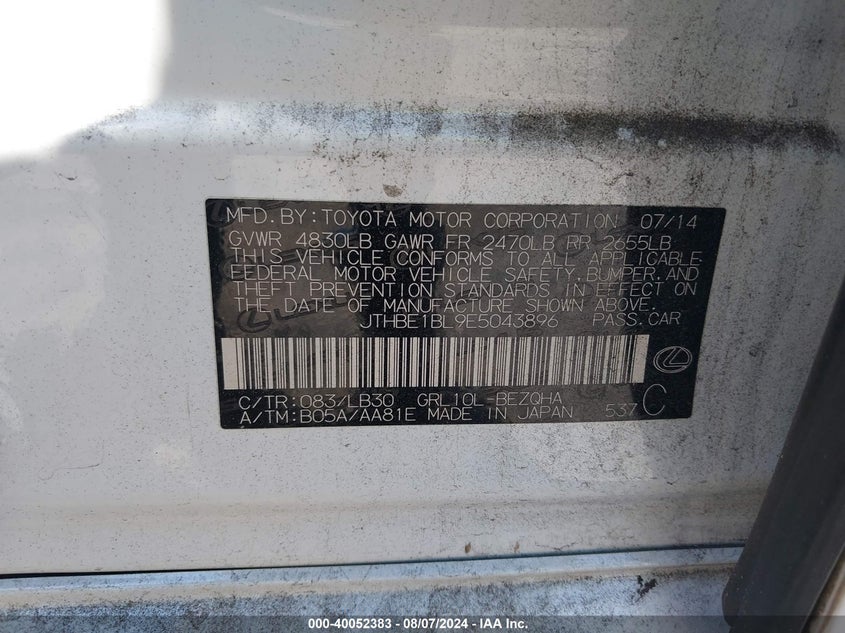 MFD. BY: TOYOTA MOTOR CORPORATION 07/14
GVWR 4830LB GAWR FR 2470LB RR 2655LB
THIS VEHICLE CONFORMS TO ALL APPLICABLE
FEDERAL MOTOR VEHICLE SAFETY, BUMPER, AND
THEFT PREVENTION STANDARDS IN EFFECT ON
THE DATE OF MANUFACTURE SHOWN ABOVE.
JTHBE1BL9E5043896 PASS. CAR
C/TR: 083/LB30 GRL10L-BEZQHA
A/TM: B05A/AA81E MADE IN JAPAN 537 C
000-40052383 - 08/07/2024 - IAA Inc.